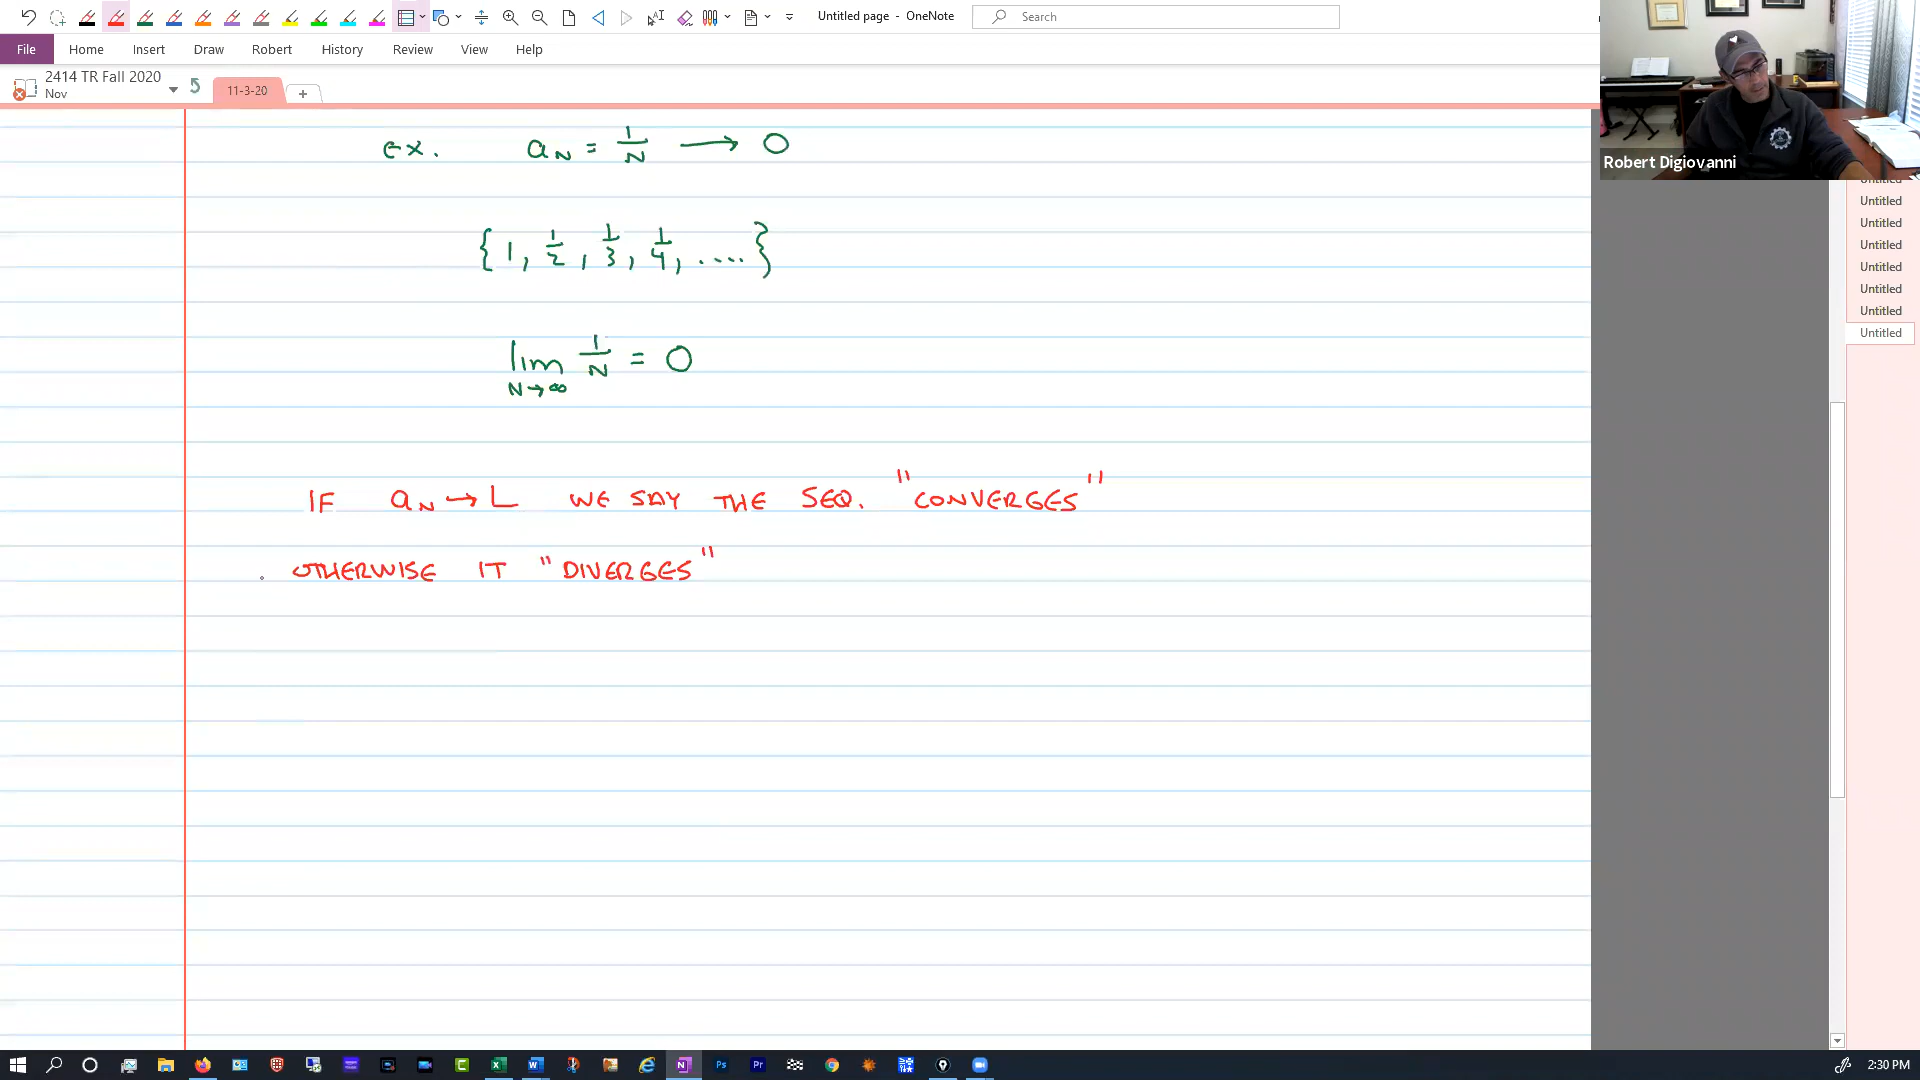 Untitled page - OneNote
Search
File Home Insert Draw Robert History Review View Help
2414 TR Fall 2020
Nov
11-3-20
Robert Digiovanni
Untitled
Untitled
Untitled
Untitled
Untitled
Untitled
Untitled
ex. aN = 1/N → 0
{1, 1/2, 1/3, 1/4, .....}
lim N→∞ 1/N = 0
IF aN → L WE SAY THE SEQ. "CONVERGES"
OTHERWISE IT "DIVERGES"
2:30 PM